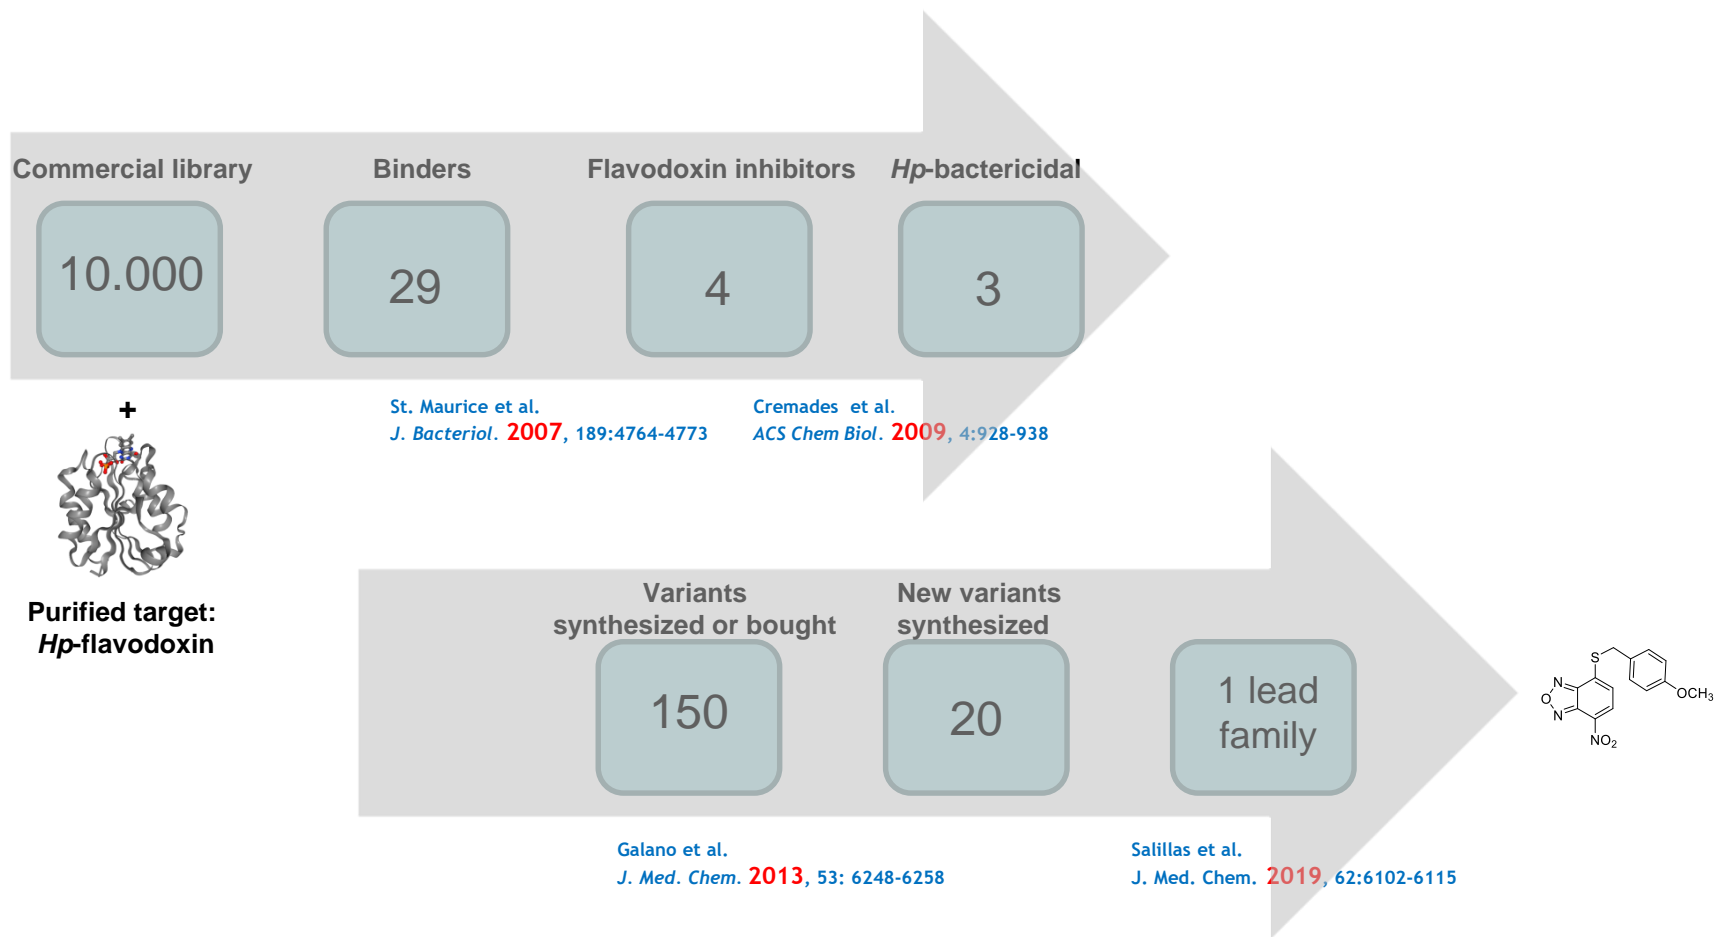 Commercial library
Binders
Flavodoxin inhibitors
Hp-bactericidal
10.000
29
4
3
+
St. Maurice et al.
J. Bacteriol. 2007, 189:4764-4773
Cremades et al.
ACS Chem Biol. 2009, 4:928-938
Purified target:
Hp-flavodoxin
Variants
synthesized or bought
New variants
synthesized
150
20
1 lead
family
S
N
O
N
NO2
OCH3
Galano et al.
J. Med. Chem. 2013, 53: 6248-6258
Salillas et al.
J. Med. Chem. 2019, 62:6102-6115